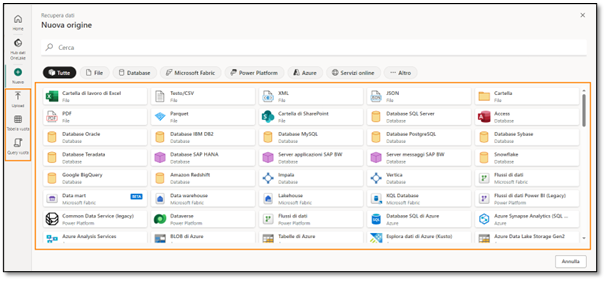 Recupera dati
Nuova origine
Home
Hub dati
OneLake
Nuovo
Upload
Tabella vuota
Query vuota
Cerca
Tutte
File
Database
Microsoft Fabric
Power Platform
Azure
Servizi online
Altro
Cartella di lavoro di Excel
File
Testo/CSV
File
XML
File
JSON
File
Cartella
File
PDF
File
Parquet
File
Cartella di SharePoint
File
Database SQL Server
Database
Access
Database
Database Oracle
Database
Database IBM DB2
Database
Database MySQL
Database
Database PostgreSQL
Database
Database Sybase
Database
Database Teradata
Database
Database SAP HANA
Database
Server applicazioni SAP BW
Database
Server messaggi SAP BW
Database
Snowflake
Database
Google BigQuery
Database
Amazon Redshift
Database
Impala
Database
Vertica
Database
Flussi di dati
Microsoft Fabric
Data mart
Microsoft Fabric
BETA
Data warehouse
Microsoft Fabric
Lakehouse
Microsoft Fabric
KQL Database
Microsoft Fabric
Flussi di dati Power BI (Legacy)
Power Platform
Common Data Service (legacy)
Power Platform
Dataverse
Power Platform
Flussi di dati
Power Platform
Database SQL di Azure
Azure
Azure Synapse Analytics (SQL ...
Azure
Azure Analysis Services
BLOB di Azure
Tabelle di Azure
Esplora dati di Azure (Kusto)
Azure Data Lake Storage Gen2
Annulla